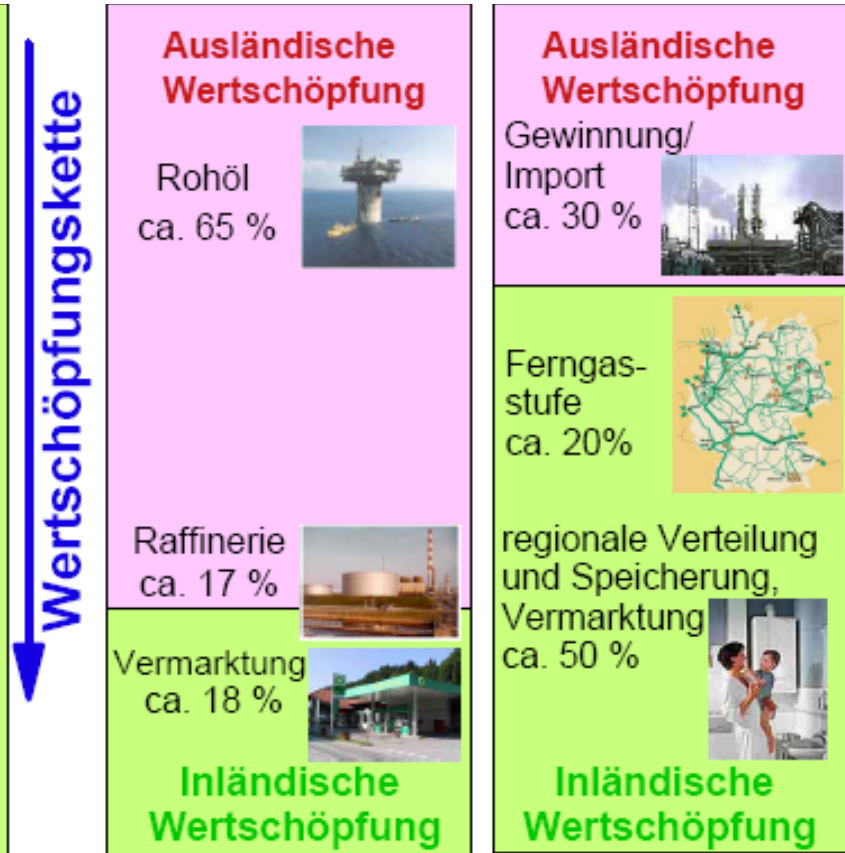 Wertschöpfungskette
Ausländische
Wertschöpfung
Rohöl
ca. 65 %
Raffinerie
ca. 17 %
Vermarktung
ca. 18 %
Inländische
Wertschöpfung
Ausländische
Wertschöpfung
Gewinnung/
Import
ca. 30 %
Ferngas-
stufe
ca. 20%
regionale Verteilung
und Speicherung,
Vermarktung
ca. 50 %
Inländische
Wertschöpfung